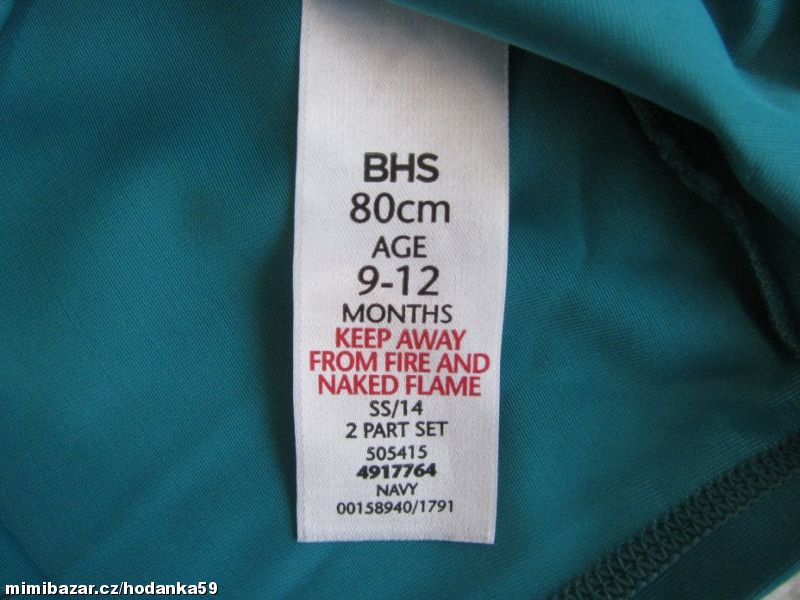 BHS
80cm
AGE
9-12
MONTHS
KEEP AWAY
FROM FIRE AND
NAKED FLAME
SS/14
2 PART SET
505415
4917764
NAVY
00158940/1791
mimibazar.cz/hodanka59